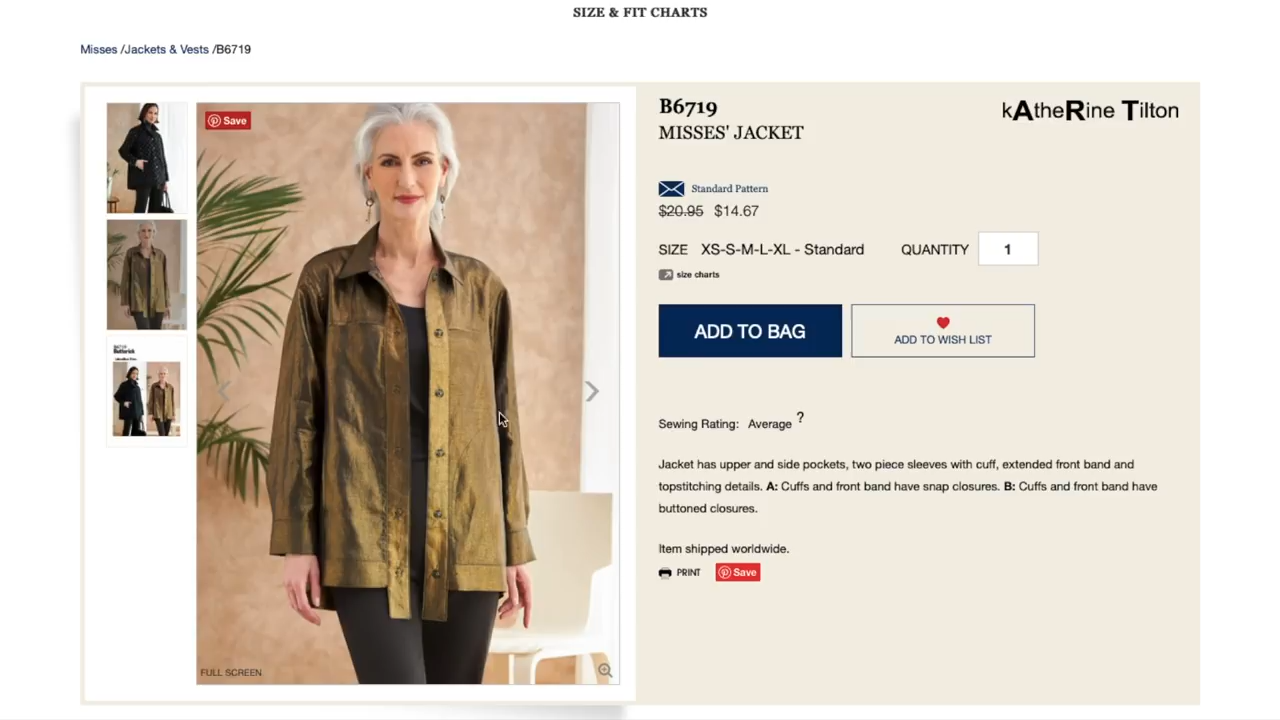 SIZE & FIT CHARTS
Misses /Jackets & Vests /B6719
Save
B6719
MISSES' JACKET
kAtheRine Tilton
Standard Pattern
$20.95 $14.67
SIZE XS-S-M-L-XL - Standard QUANTITY 1
size charts
ADD TO BAG
ADD TO WISH LIST
Sewing Rating: Average ?
Jacket has upper and side pockets, two piece sleeves with cuff, extended front band and
topstitching details. A: Cuffs and front band have snap closures. B: Cuffs and front band have
buttoned closures.
Item shipped worldwide.
PRINT Save
FULL SCREEN
B6719
Butterick